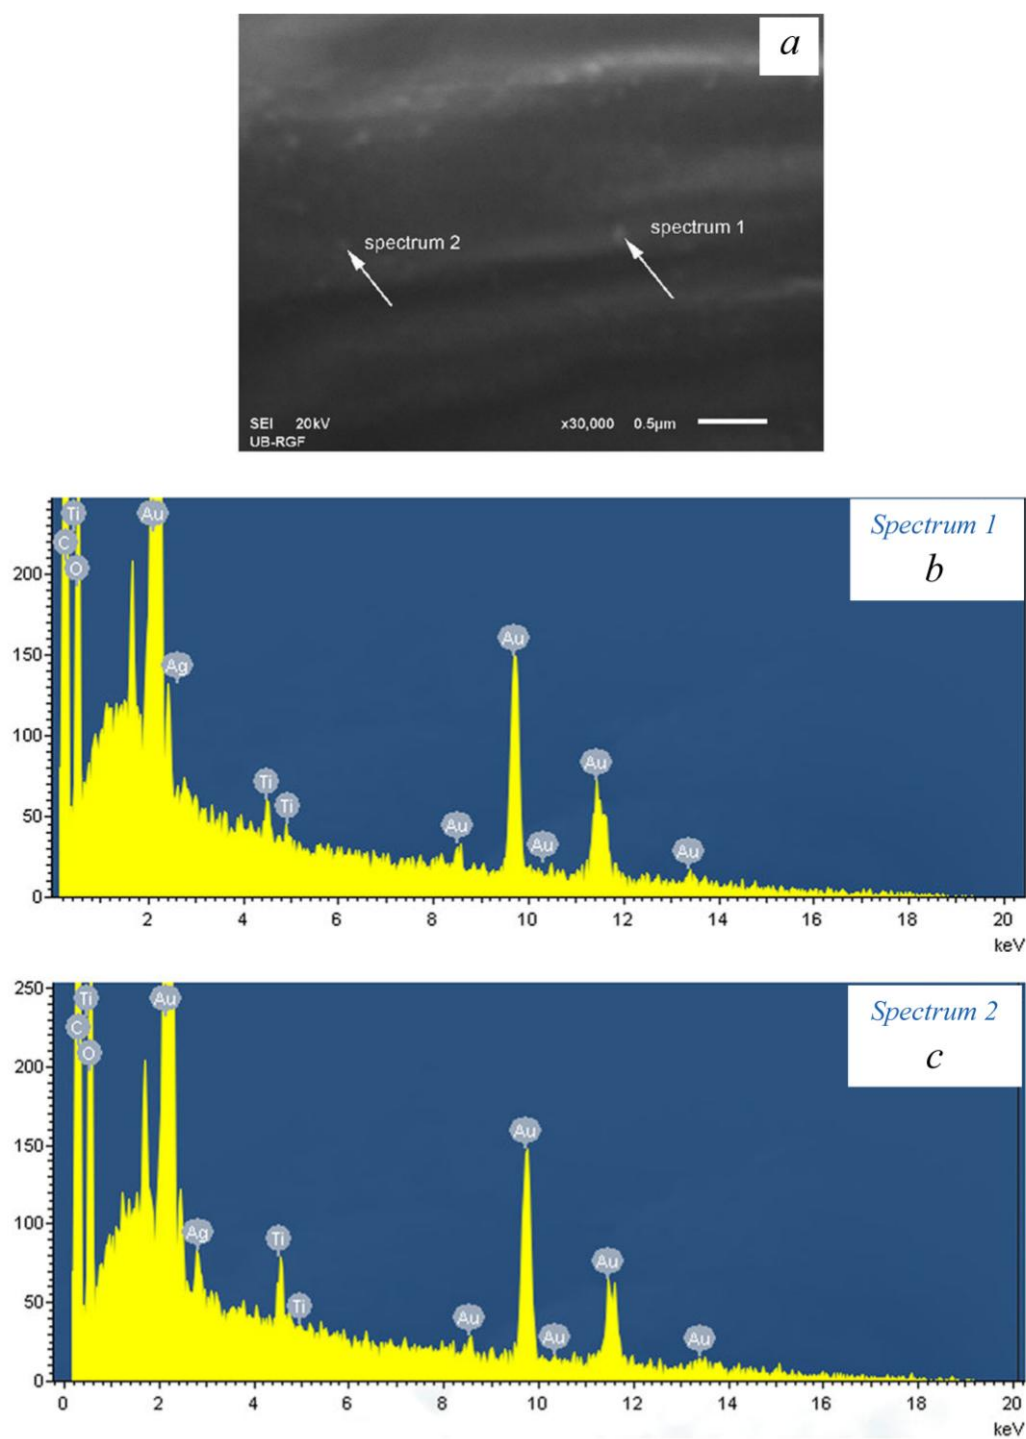 a
spectrum 2
spectrum 1
SEI 20kV x30,000 0.5µm
UB-RGF
Spectrum 1
b
Ti
Au
C
O
Ag
Au
Ti
Ti
Au
Au
Au
Au
200
150
100
50
0
2 4 6 8 10 12 14 16 18 20
keV
Spectrum 2
c
Ti
Au
C
O
Ag
Ti
Ti
Au
Au
Au
Au
Au
250
200
150
100
50
0
0 2 4 6 8 10 12 14 16 18 20
keV